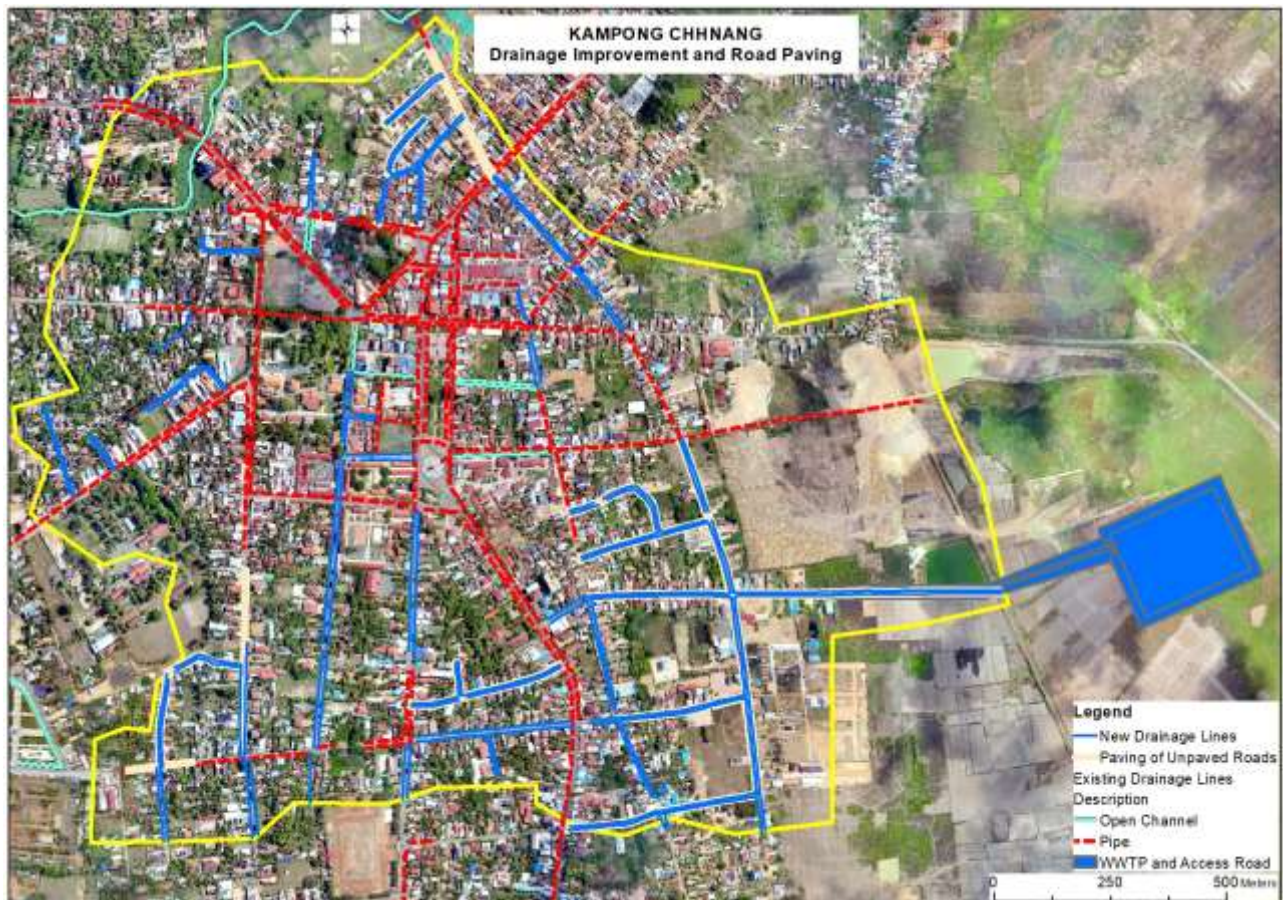 KAMPONG CHHNANG
Drainage Improvement and Road Paving
Legend
New Drainage Lines
Paving of Unpaved Roads
Existing Drainage Lines
Description
Open Channel
Pipe
WWTP and Access Road
0 250 500 Meters